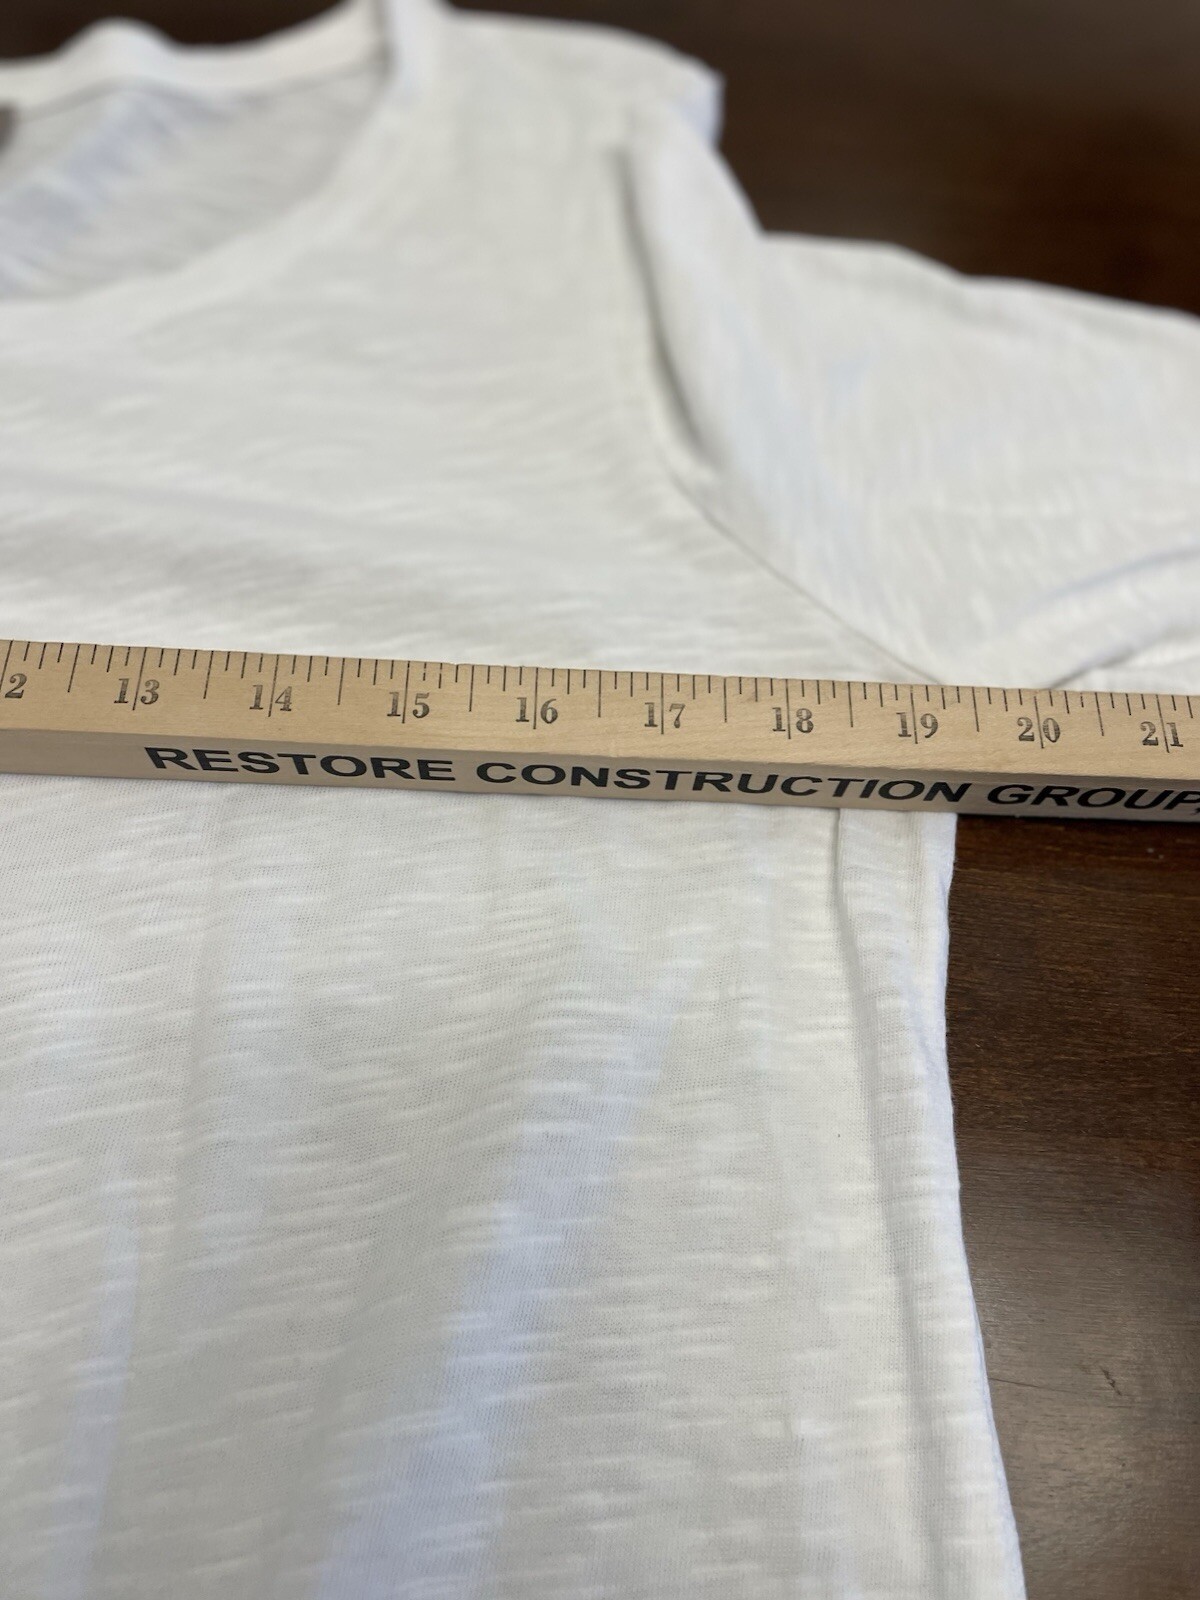 2 13 14 15 16 17 18 19 20 21
RESTORE CONSTRUCTION GROUP,